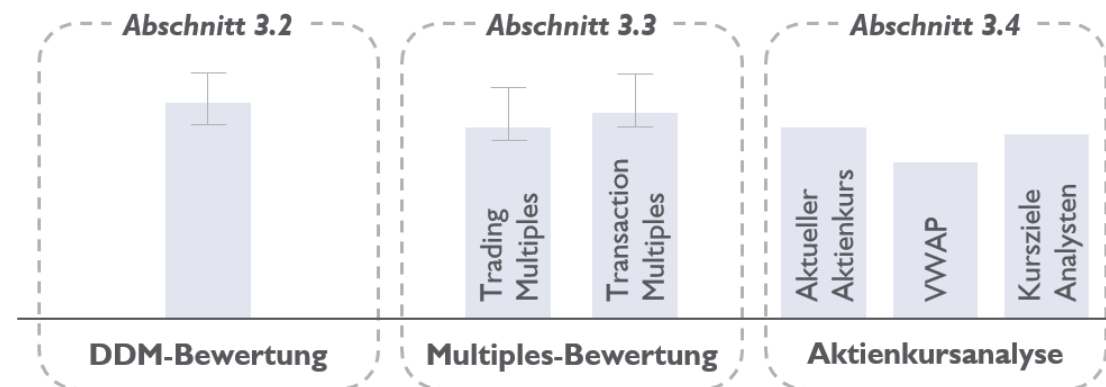 Abschnitt 3.2
Abschnitt 3.3
Abschnitt 3.4
Trading
Multiples
Transaction
Multiples
Aktueller
Aktienkurs
VWAP
Kursziele
Analysten
DDM-Bewertung
Multiples-Bewertung
Aktienkursanalyse